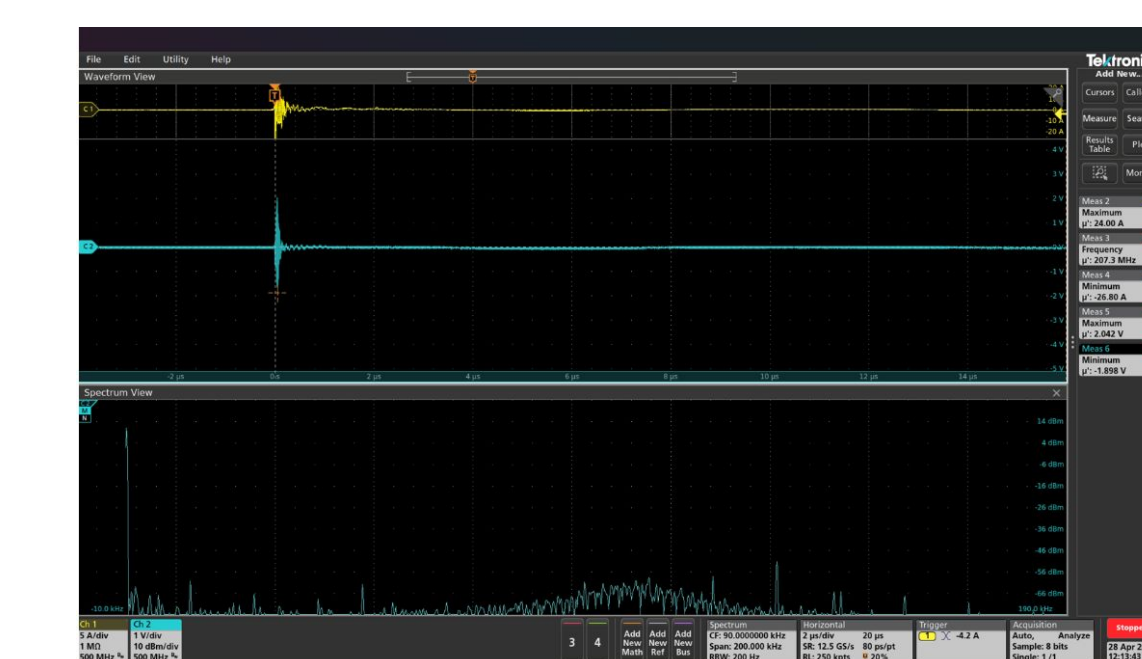 File Edit Utility Help
Tektroni
Waveform View
Add New...
Cursors Call
Measure Sea
Results Table Pl
Mor
C1
T
-10 A
-20 A
4 V
3 V
2 V
1 V
C2
-1 V
-2 V
-3 V
-4 V
-5 V
-2 µs 0 s 2 µs 4 µs 6 µs 8 µs 10 µs 12 µs 14 µs
Meas 2
Maximum
µ': 24.00 A
Meas 3
Frequency
µ': 207.3 MHz
Meas 4
Minimum
µ': -26.80 A
Meas 5
Maximum
µ': 2.042 V
Meas 6
Minimum
µ': -1.898 V
Spectrum View
M
N
14 dBm
4 dBm
-6 dBm
-16 dBm
-26 dBm
-36 dBm
-46 dBm
-56 dBm
-66 dBm
-10.0 kHz 190.0 kHz
Ch 1
5 A/div
1 MΩ
500 MHz
Ch 2
1 V/div
10 dBm/div
500 MHz
3 4
Add New Math
Add New Ref
Add New Bus
Spectrum
CF: 90.0000000 kHz
Span: 200.000 kHz
RBW: 200 Hz
Horizontal
2 µs/div 20 µs
SR: 12.5 GS/s 80 ps/pt
RL: 250 knts 20%
Trigger
1 -4.2 A
Acquisition
Auto, Analyze
Sample: 8 bits
Single: 1 /1
Stoppe
28 Apr 2
12:13:43